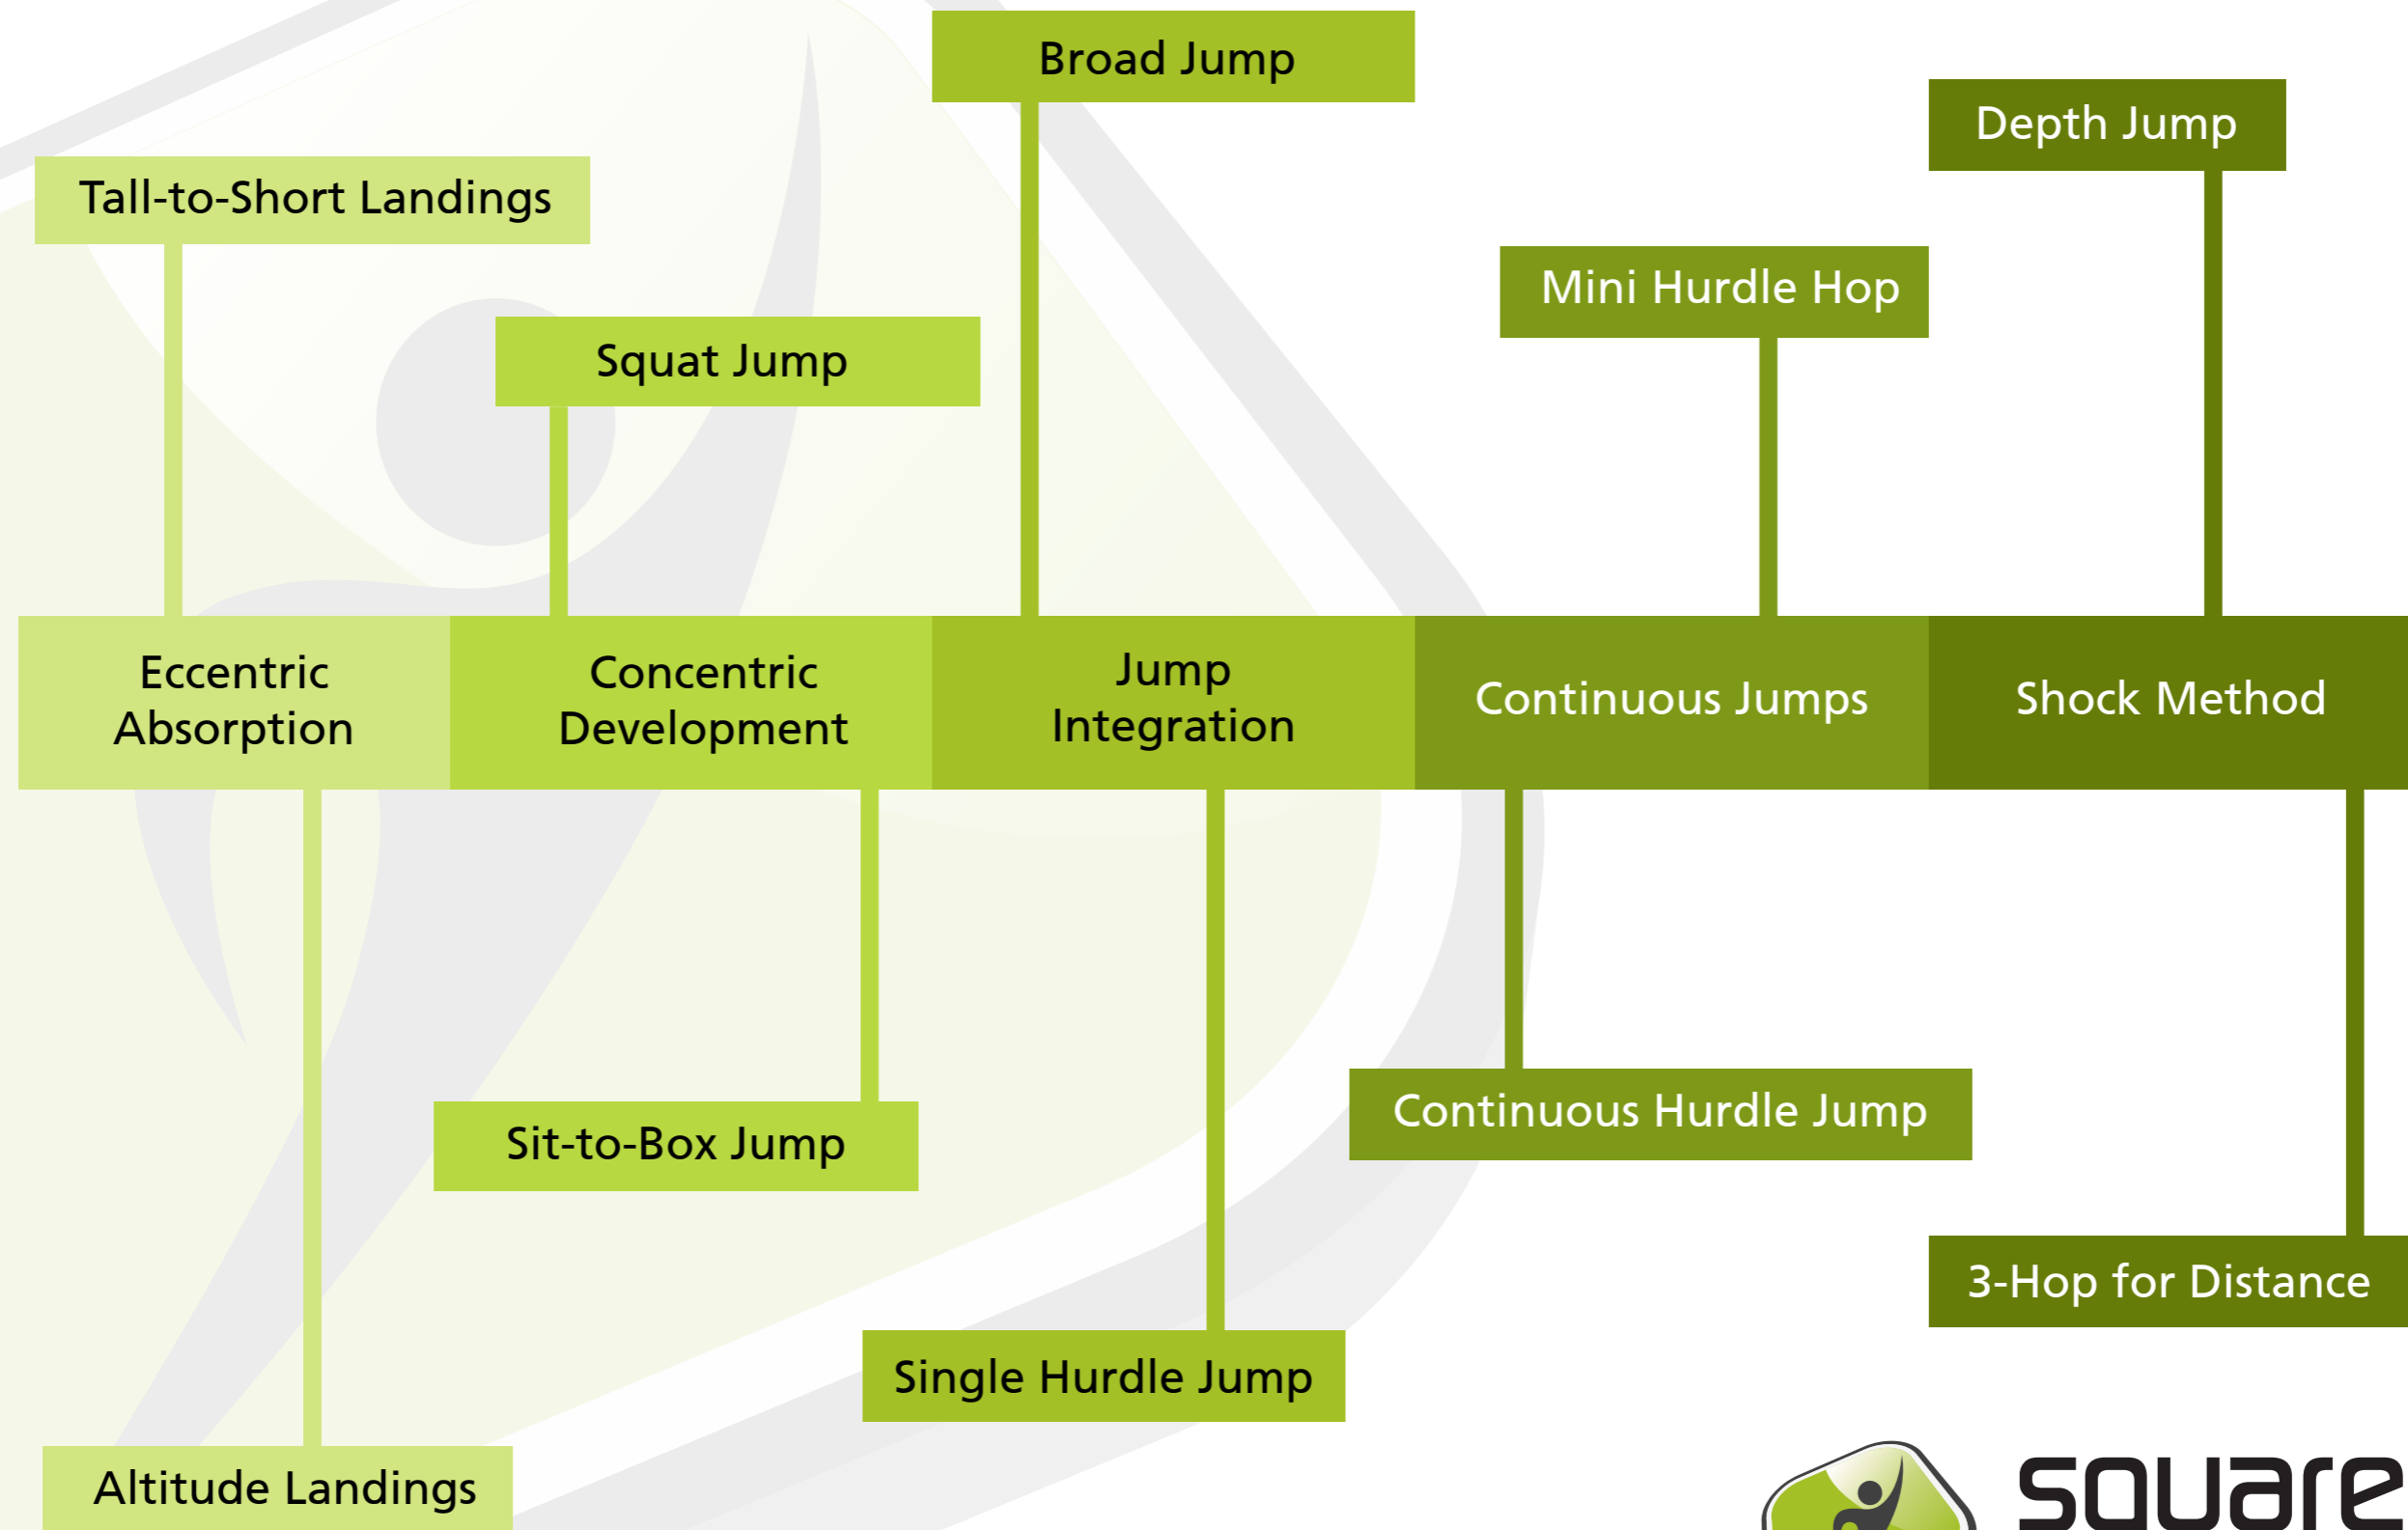 Broad Jump
Depth Jump
Tall-to-Short Landings
Mini Hurdle Hop
Squat Jump
Eccentric
Absorption
Concentric
Development
Jump
Integration
Continuous Jumps
Shock Method
Continuous Hurdle Jump
Sit-to-Box Jump
3-Hop for Distance
Single Hurdle Jump
Altitude Landings
square